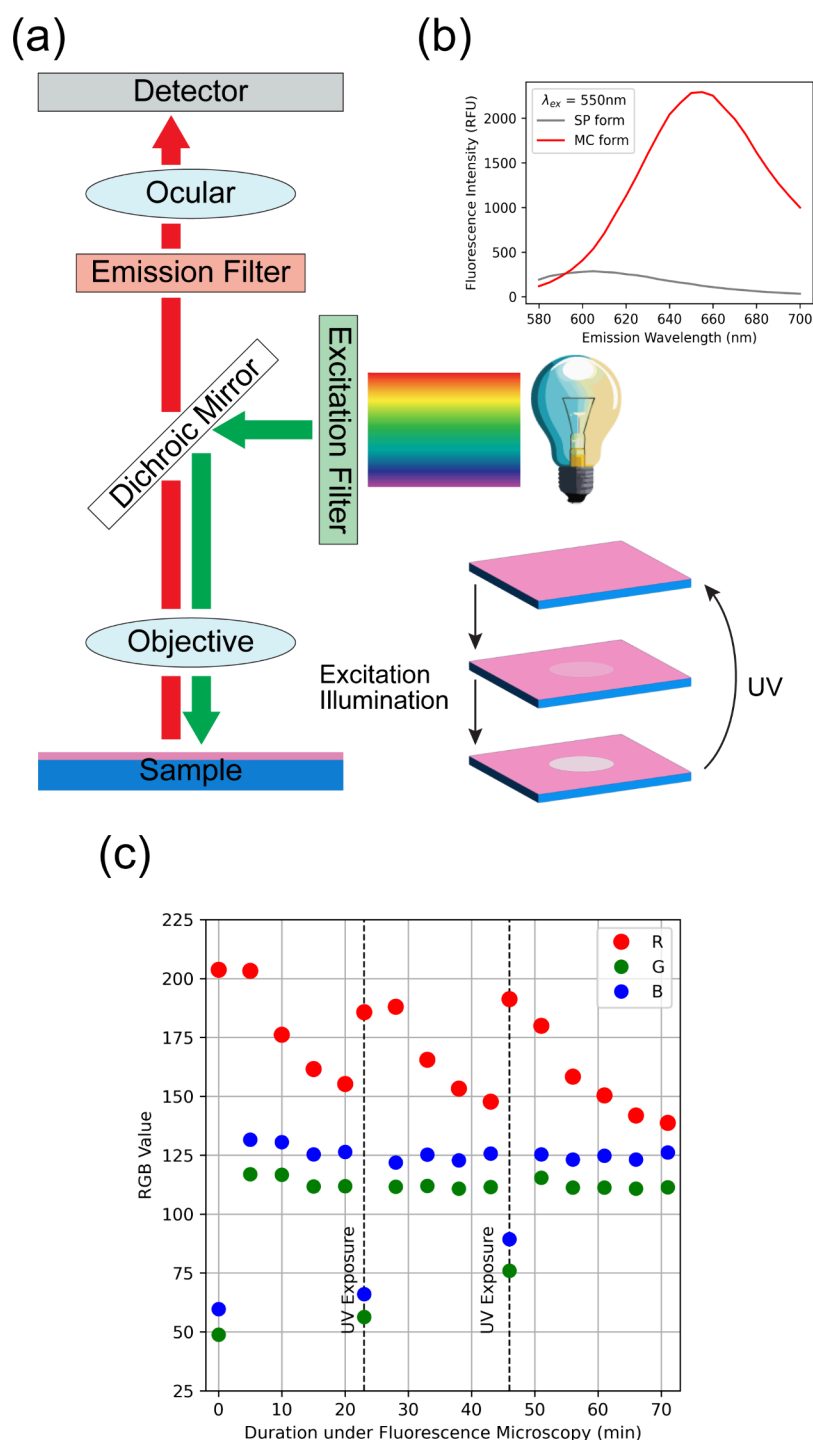 (a)
Detector
Ocular
Emission Filter
Dichroic Mirror
Excitation Filter
Objective
Sample
(b)
λex = 550nm
SP form
MC form
Fluorescence Intensity (RFU)
2000
1500
1000
500
0
580 600 620 640 660 680 700
Emission Wavelength (nm)
Excitation
Illumination
UV
(c)
225
200
175
150
125
100
75
50
25
RGB Value
R
G
B
UV Exposure
UV Exposure
0 10 20 30 40 50 60 70
Duration under Fluorescence Microscopy (min)